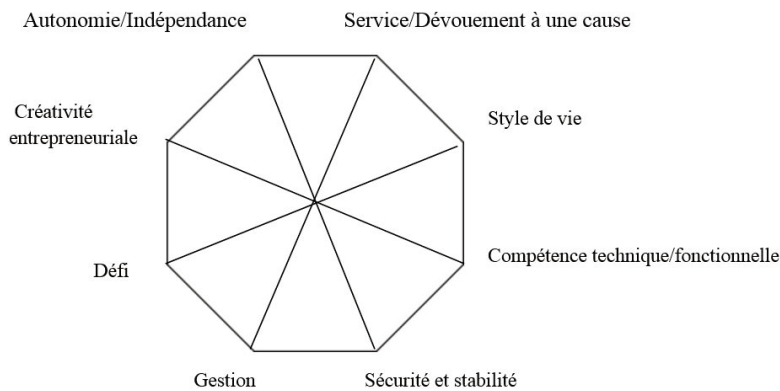 Autonomie/Indépendance
Service/Dévouement à une cause
Créativité
entrepreneuriale
Style de vie
Défi
Compétence technique/fonctionnelle
Gestion
Sécurité et stabilité